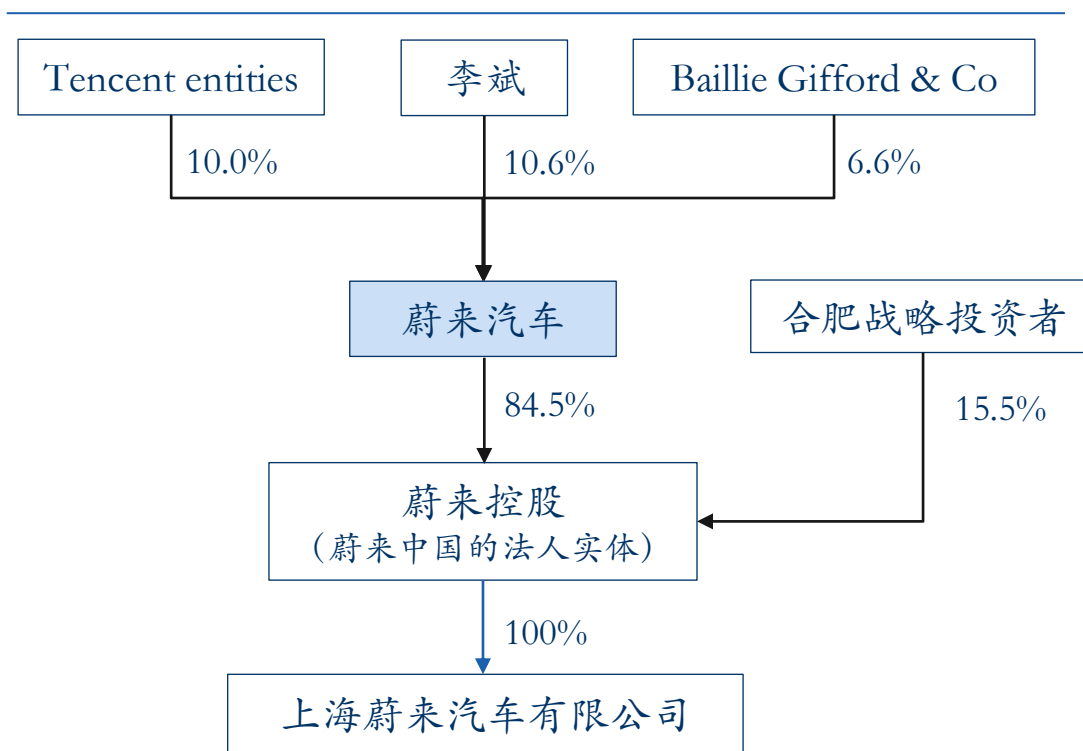 Tencent entities
李斌
Baillie Gifford & Co
10.0%
10.6%
6.6%
蔚来汽车
合肥战略投资者
84.5%
15.5%
蔚来控股
（蔚来中国的法人实体）
100%
上海蔚来汽车有限公司